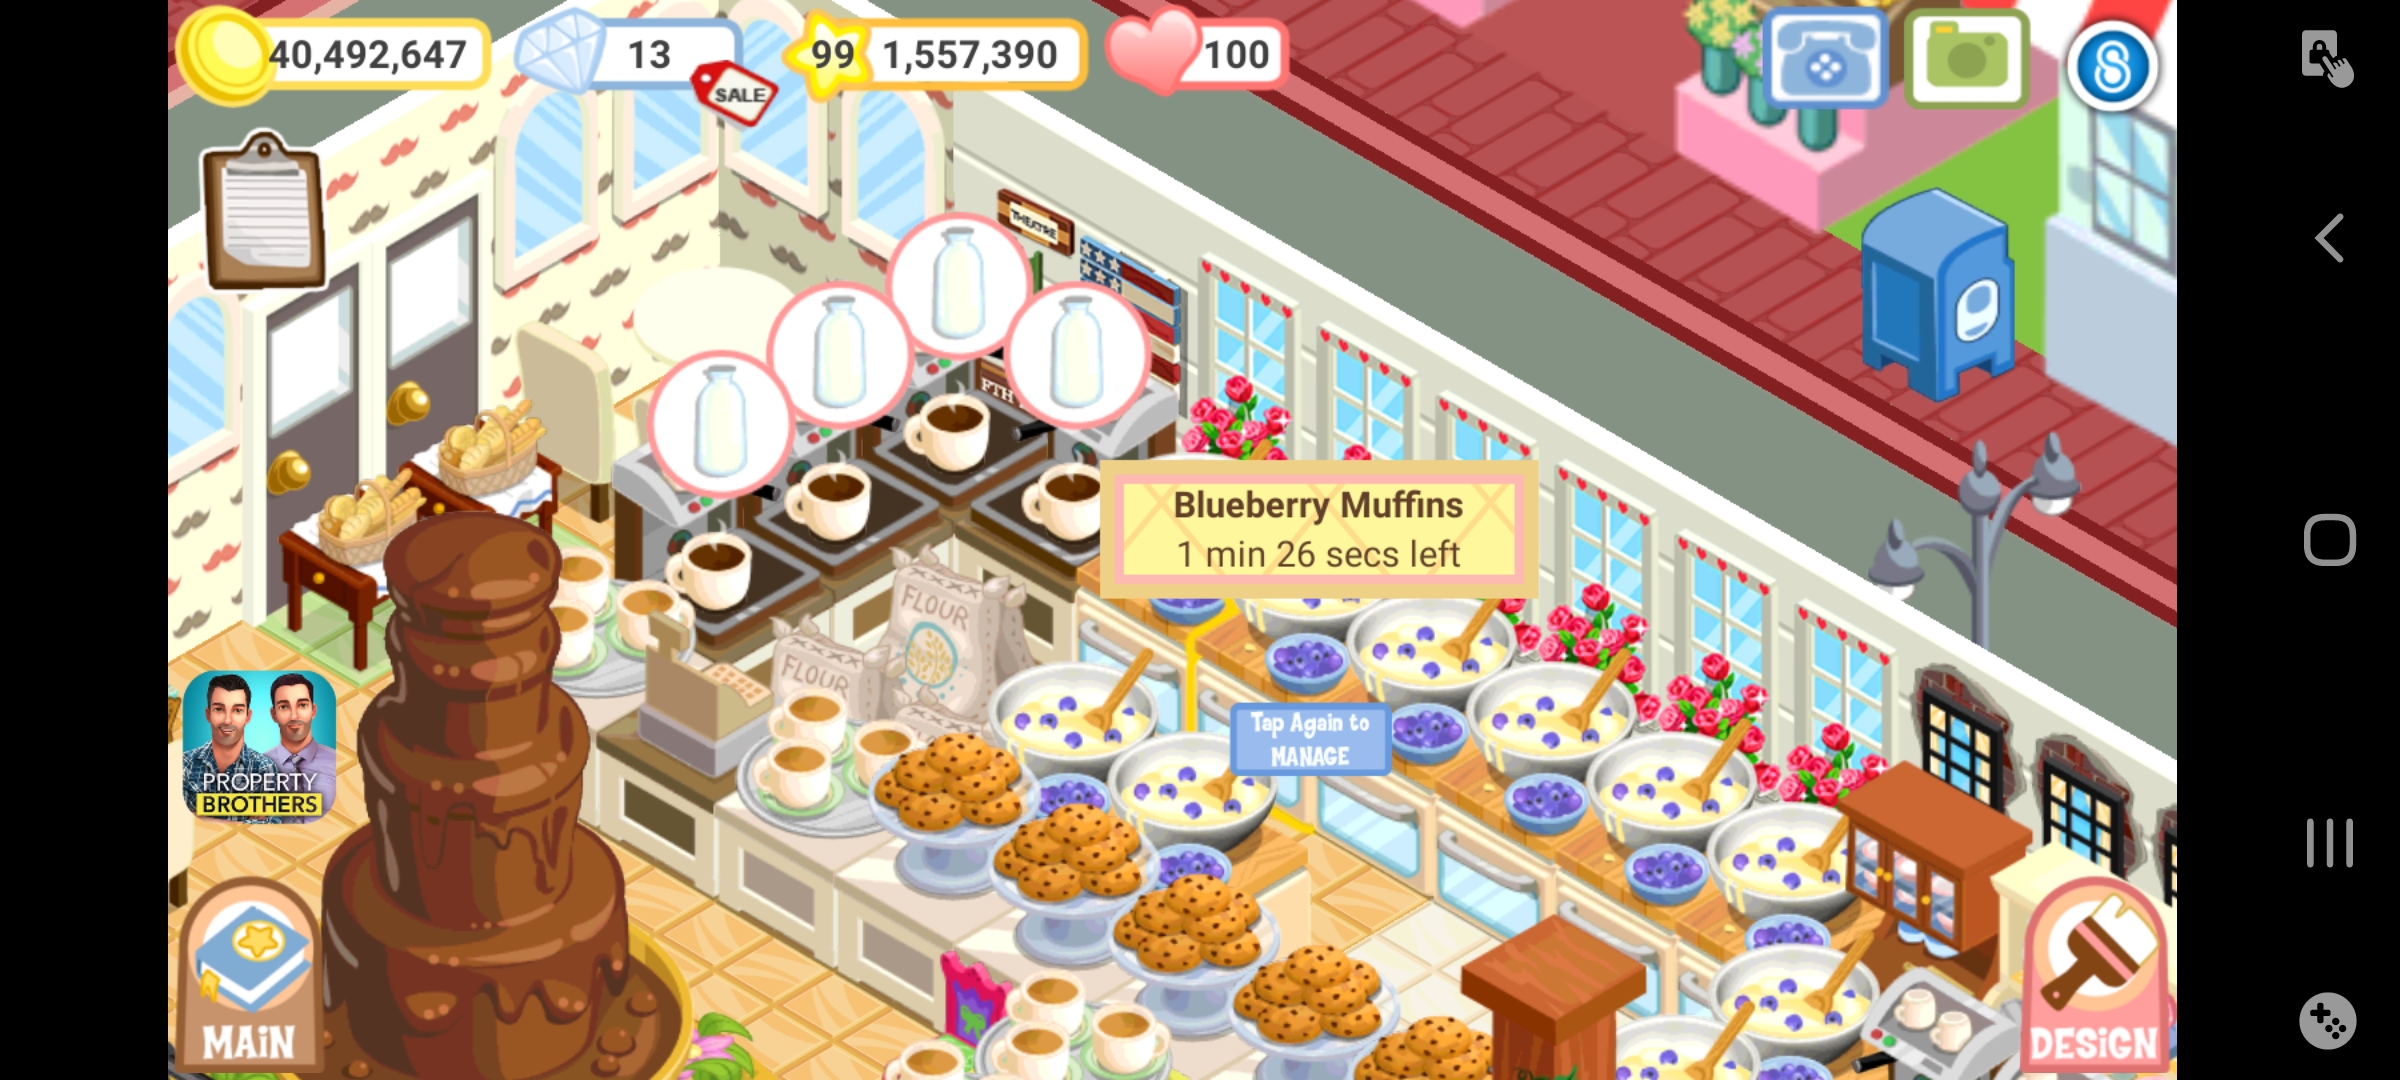 40,492,647
13
SALE
99
1,557,390
100
THEATRE
Blueberry Muffins
1 min 26 secs left
FLOUR
FLOUR
Tap Again to
MANAGE
PROPERTY
BROTHERS
MAiN
DESiGN